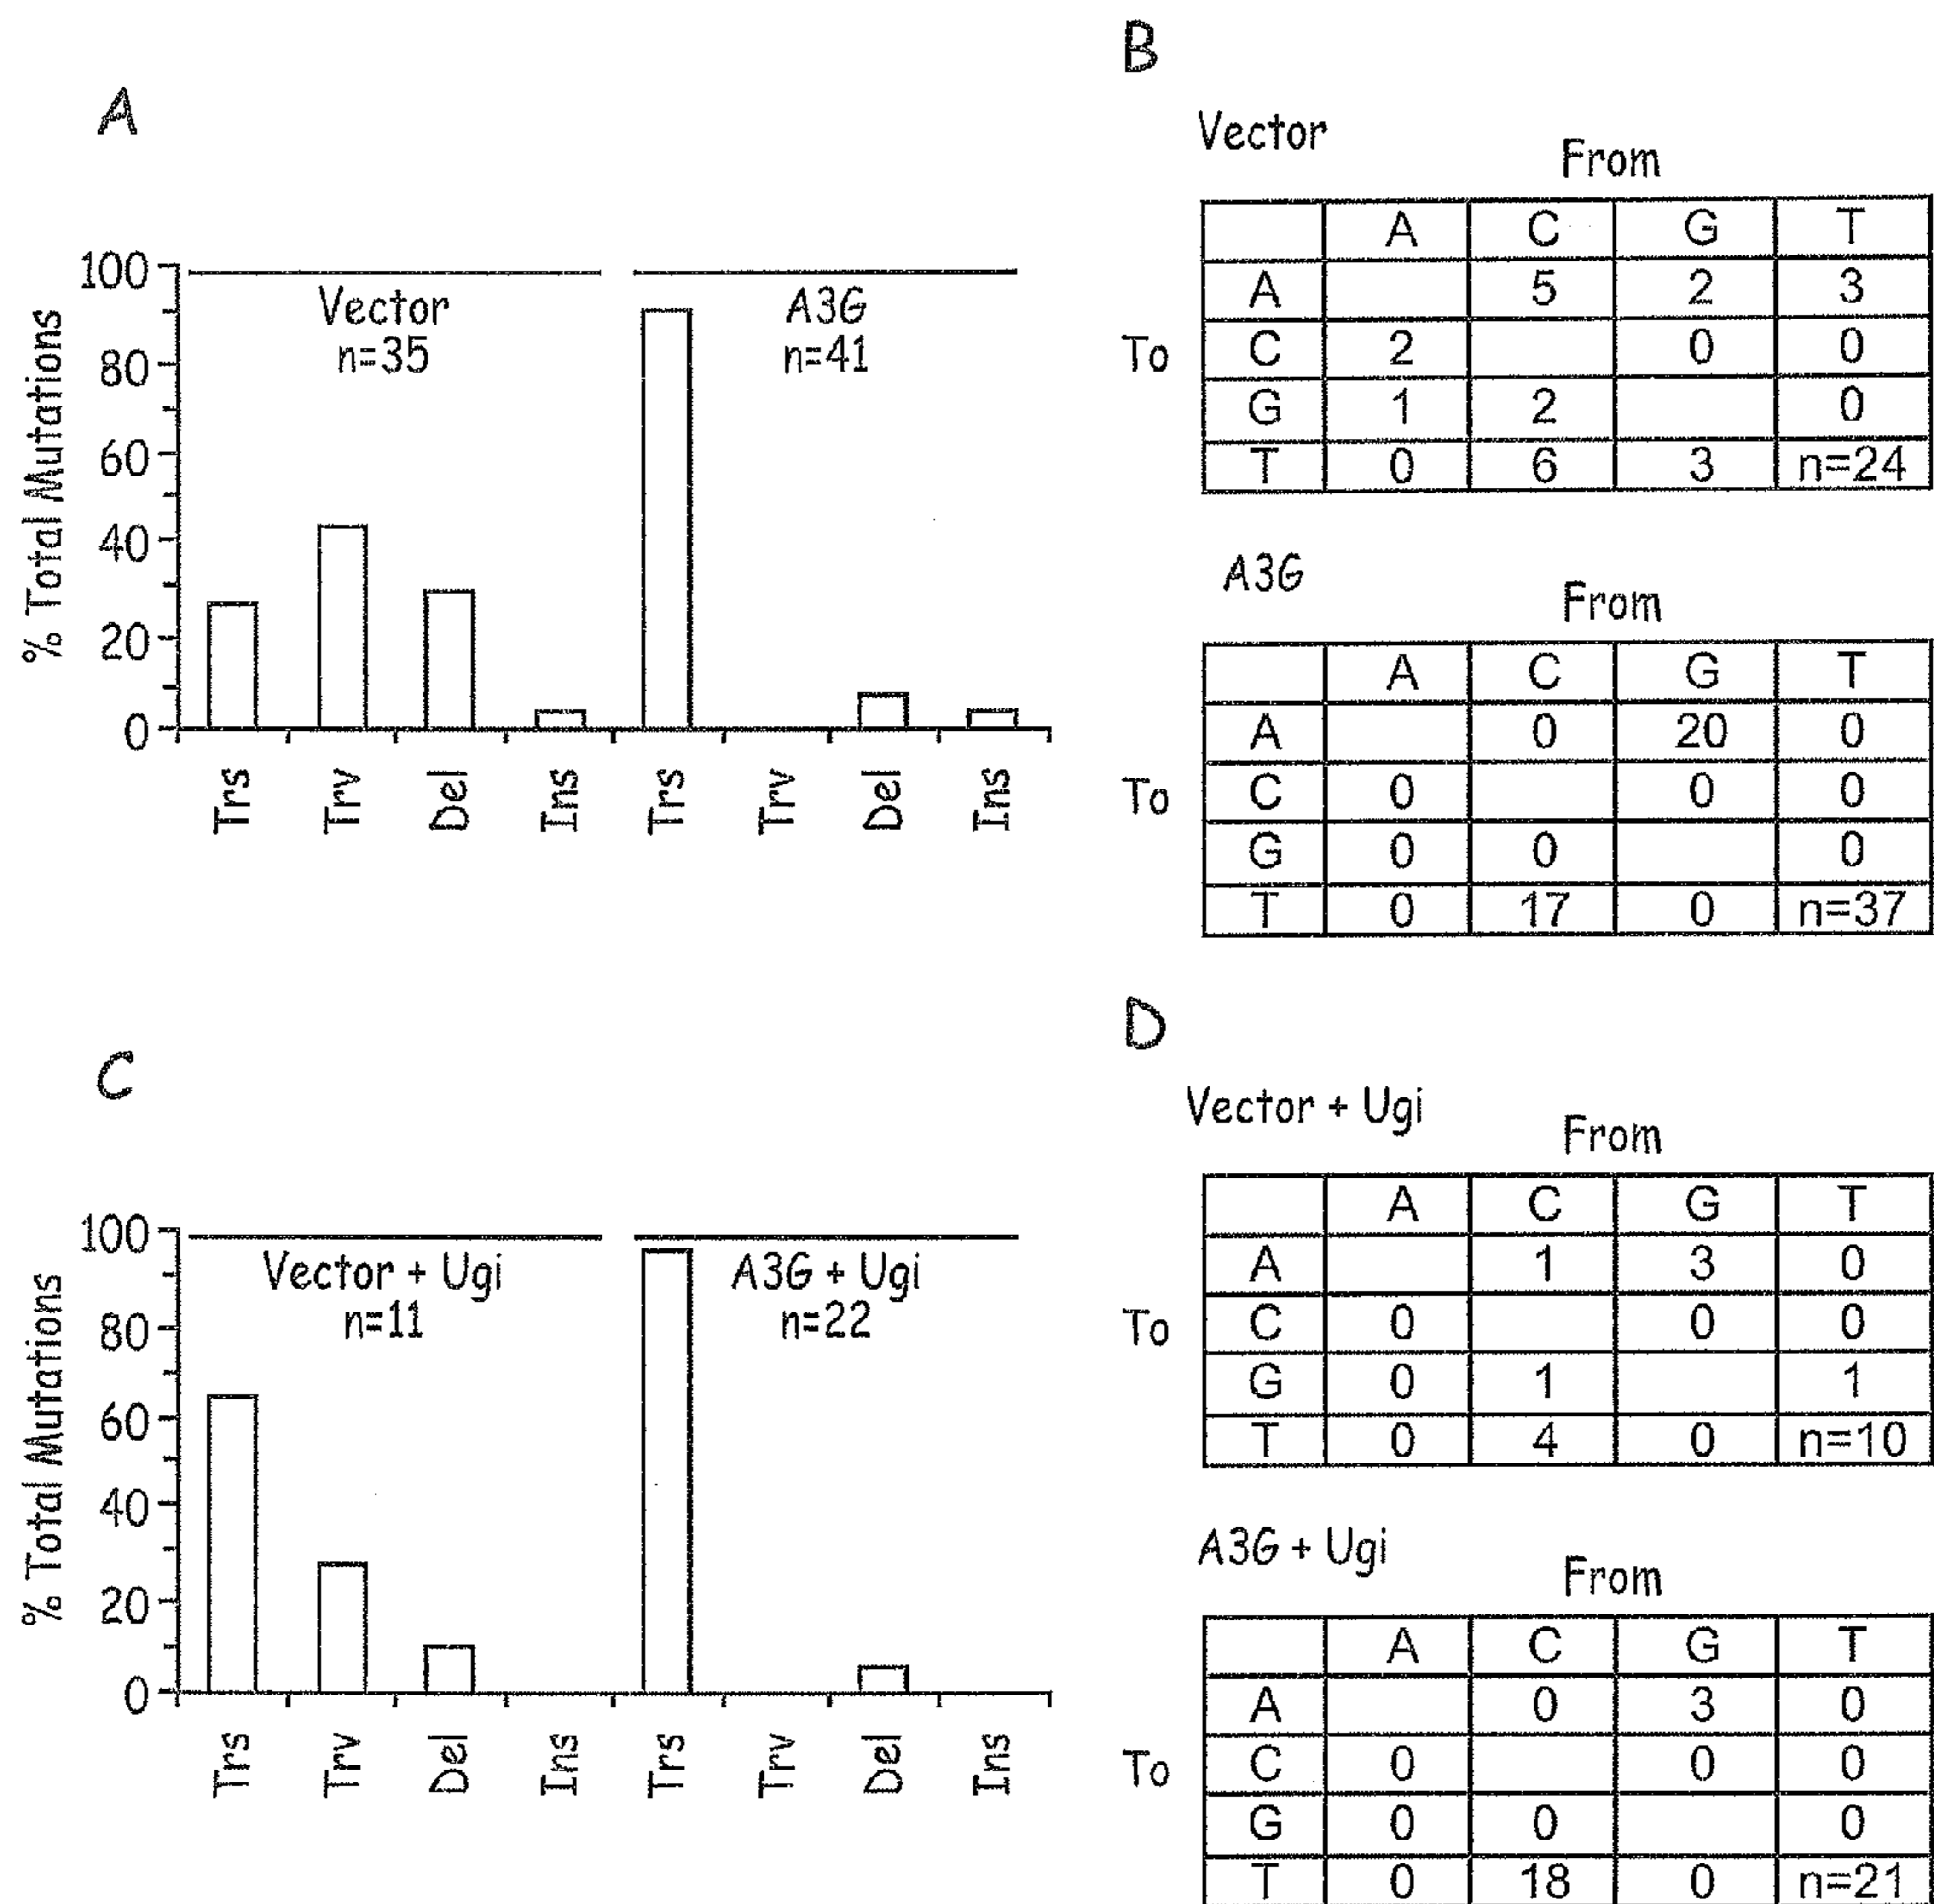 A
% Total Mutations
100
80
60
40
20
0
Vector
n=35
A3G
n=41
Trs Trv Del Ins Trs Trv Del Ins
B
Vector
From
A C G T
A 5 2 3
To C 2 0 0
G 1 2 0
T 0 6 3 n=24
A3G
From
A C G T
A 0 20 0
To C 0 0 0
G 0 0 0
T 0 17 0 n=37
C
% Total Mutations
100
80
60
40
20
0
Vector + Ugi
n=11
A3G + Ugi
n=22
Trs Trv Del Ins Trs Trv Del Ins
D
Vector + Ugi
From
A C G T
A 1 3 0
To C 0 0 0
G 0 1 1
T 0 4 0 n=10
A3G + Ugi
From
A C G T
A 0 3 0
To C 0 0 0
G 0 0 0
T 0 18 0 n=21